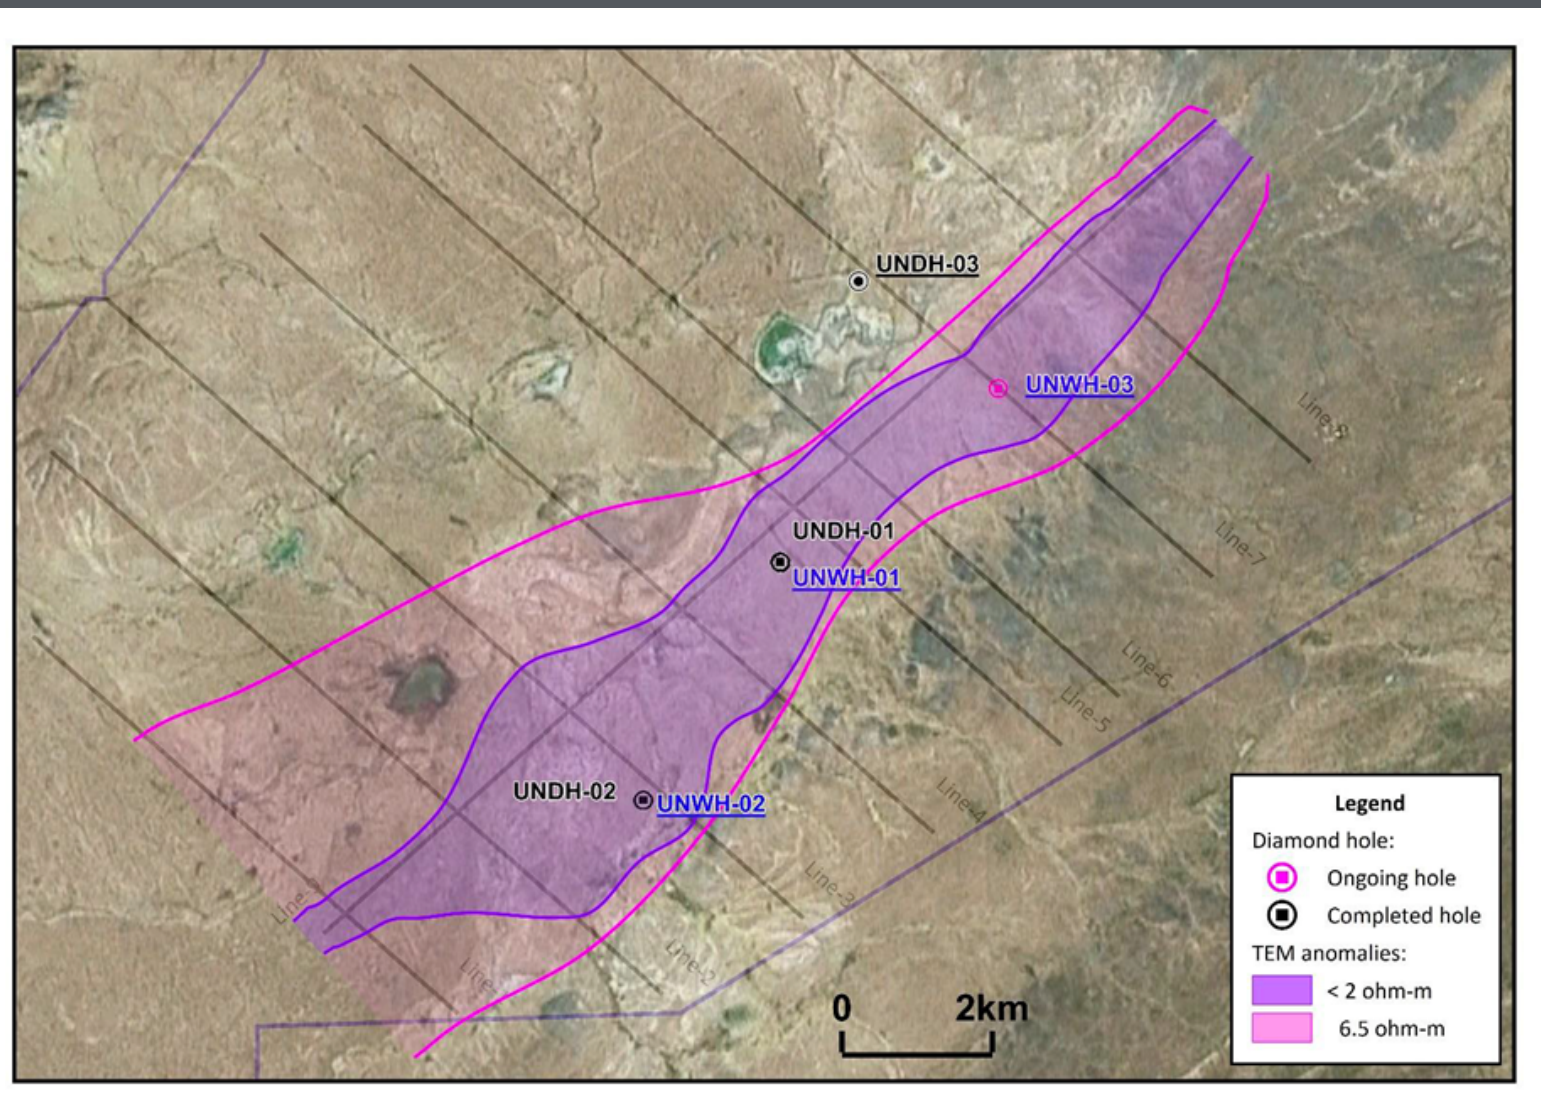 UNDH-03
UNWH-03
Line-8
UNDH-01
UNWH-01
Line-7
Line-6
Line-5
UNDH-02
UNWH-02
Line-4
Line-3
Line-2
0 2km
Legend
Diamond hole:
Ongoing hole
Completed hole
TEM anomalies:
< 2 ohm-m
6.5 ohm-m